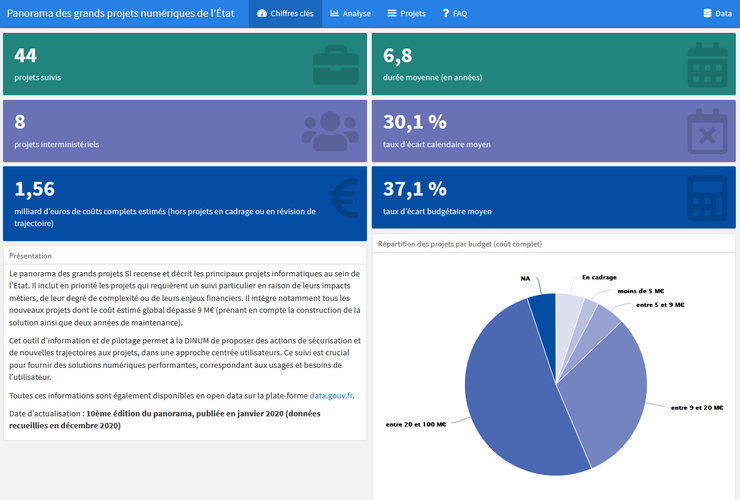 Panorama des grands projets numériques de l'État
Chiffres clés
Analyse
Projets
FAQ
Data
44
projets suivis
8
projets interministériels
1,56
milliard d'euros de coûts complets estimés (hors projets en cadrage ou en révision de
trajectoire)
6,8
durée moyenne (en années)
30,1 %
taux d'écart calendaire moyen
37,1 %
taux d'écart budgétaire moyen
Présentation
Le panorama des grands projets SI recense et décrit les principaux projets informatiques au sein de
l'Etat. Il inclut en priorité les projets qui requièrent un suivi particulier en raison de leurs impacts
métiers, de leur degré de complexité ou de leurs enjeux financiers. Il intègre notamment tous les
nouveaux projets dont le coût estimé global dépasse 9 M€ (prenant en compte la construction de la
solution ainsi que deux années de maintenance).
Cet outil d'information et de pilotage permet à la DINUM de proposer des actions de sécurisation et
de nouvelles trajectoires aux projets, dans une approche centrée utilisateurs. Ce suivi est crucial
pour fournir des solutions numériques performantes, correspondant aux usages et besoins de
l'utilisateur.
Toutes ces informations sont également disponibles en open data sur la plate-forme data.gouv.fr.
Date d'actualisation : 10ème édition du panorama, publiée en janvier 2020 (données
recueillies en décembre 2020)
Répartition des projets par budget (coût complet)
NA
En cadrage
moins de 5 M€
entre 5 et 9 M€
entre 9 et 20 M€
entre 20 et 100 M€